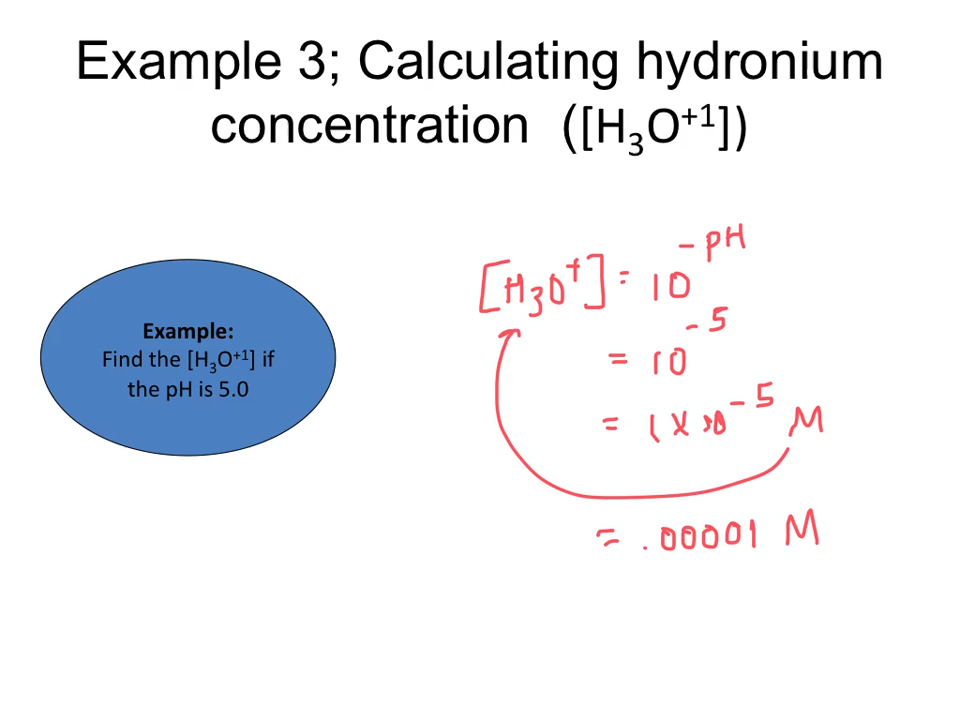 Example 3; Calculating hydronium
concentration ([H₃O⁺¹])
Example:
Find the [H₃O⁺¹] if
the pH is 5.0
[H₃O⁺] = 10⁻ᵖᴴ
= 10⁻⁵
= 1 x 10⁻⁵ M
= .00001 M